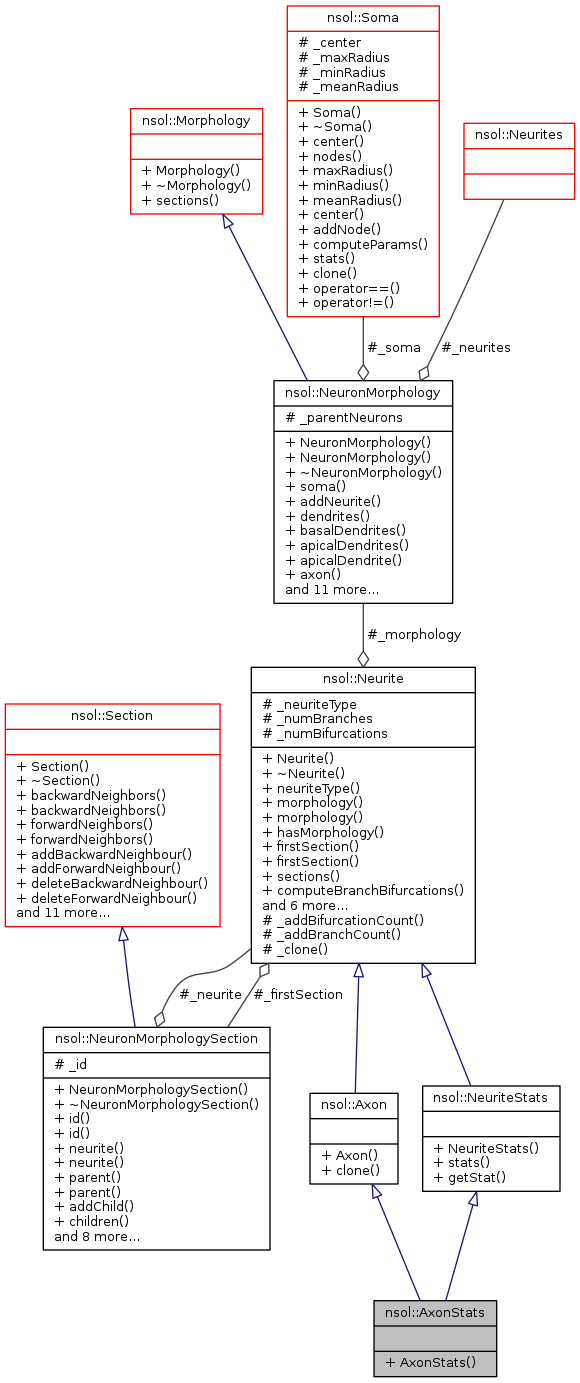 nsol::Soma
# _center
# _maxRadius
# _minRadius
# _meanRadius
+ Soma()
+ ~Soma()
+ center()
+ nodes()
+ maxRadius()
+ minRadius()
+ meanRadius()
+ center()
+ addNode()
+ computeParams()
+ stats()
+ clone()
+ operator==()
+ operator!=()
nsol::Morphology
+ Morphology()
+ ~Morphology()
+ sections()
nsol::Neurites
#_soma
#_neurites
nsol::NeuronMorphology
# _parentNeurons
+ NeuronMorphology()
+ NeuronMorphology()
+ ~NeuronMorphology()
+ soma()
+ addNeurite()
+ dendrites()
+ basalDendrites()
+ apicalDendrites()
+ apicalDendrite()
+ axon()
and 11 more...
#_morphology
nsol::Neurite
# _neuriteType
# _numBranches
# _numBifurcations
+ Neurite()
+ ~Neurite()
+ neuriteType()
+ morphology()
+ morphology()
+ hasMorphology()
+ firstSection()
+ firstSection()
+ sections()
+ computeBranchBifurcations()
and 6 more...
# _addBifurcationCount()
# _addBranchCount()
# _clone()
nsol::Section
+ Section()
+ ~Section()
+ backwardNeighbors()
+ backwardNeighbors()
+ forwardNeighbors()
+ forwardNeighbors()
+ addBackwardNeighbour()
+ addForwardNeighbour()
+ deleteBackwardNeighbour()
+ deleteForwardNeighbour()
and 11 more...
#_neurite
#_firstSection
nsol::NeuronMorphologySection
# _id
+ NeuronMorphologySection()
+ ~NeuronMorphologySection()
+ id()
+ id()
+ neurite()
+ neurite()
+ parent()
+ parent()
+ addChild()
+ children()
and 8 more...
nsol::Axon
+ Axon()
+ clone()
nsol::NeuriteStats
+ NeuriteStats()
+ stats()
+ getStat()
nsol::AxonStats
+ AxonStats()